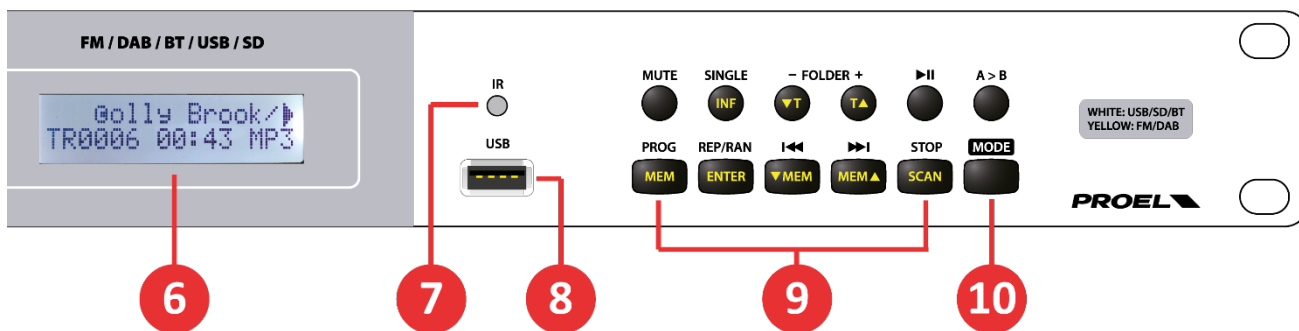 FM / DAB / BT / USB / SD
@olly Brook/
TR0006 00:43 MP3
IR
USB
MUTE SINGLE – FOLDER + ▶II A > B
INF ▼T T▲
PROG REP/RAN I◀◀ ▶▶I STOP MODE
MEM ENTER ▼MEM MEM▲ SCAN
WHITE: USB/SD/BT
YELLOW: FM/DAB
PROEL
6 7 8 9 10